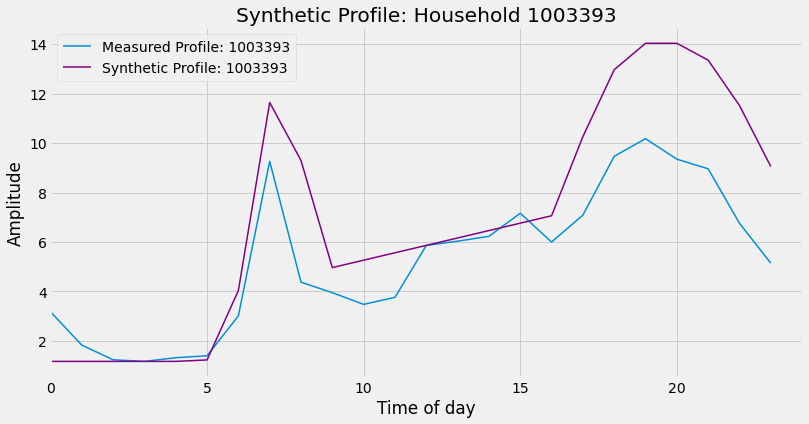 Synthetic Profile: Household 1003393
Measured Profile: 1003393
Synthetic Profile: 1003393
Amplitude
14
12
10
8
6
4
2
0 5 10 15 20
Time of day